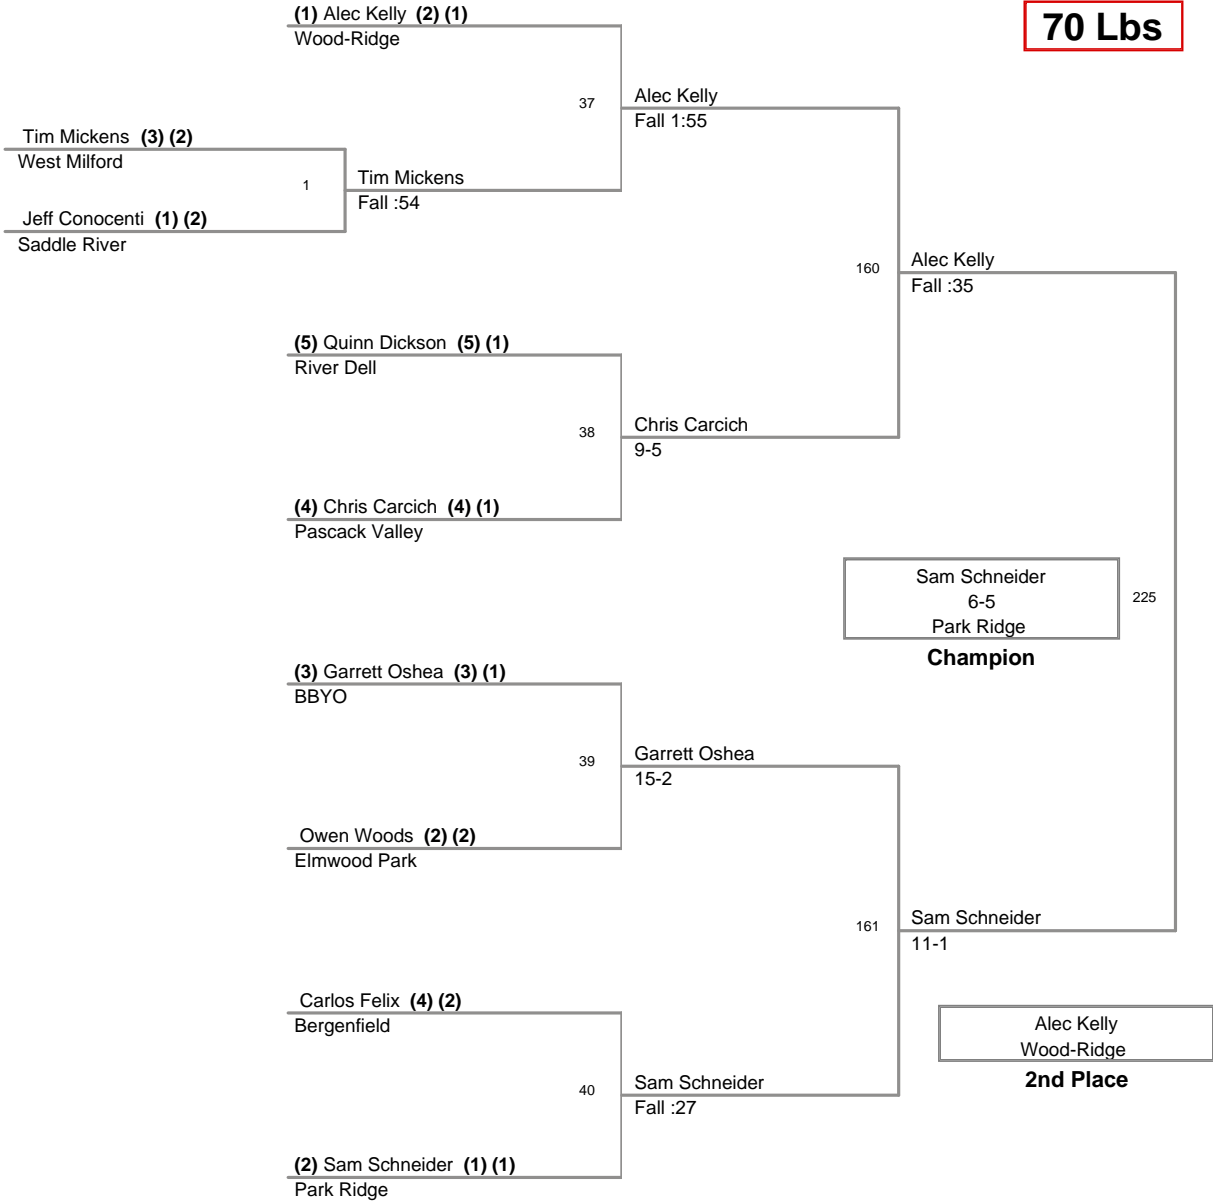 (1) Alec Kelly (2) (1)
Wood-Ridge
70 Lbs
37
Alec Kelly
Fall 1:55
Tim Mickens (3) (2)
West Milford
1
Tim Mickens
Fall :54
Jeff Conocenti (1) (2)
Saddle River
160
Alec Kelly
Fall :35
(5) Quinn Dickson (5) (1)
River Dell
38
Chris Carcich
9-5
(4) Chris Carcich (4) (1)
Pascack Valley
Sam Schneider
6-5
Park Ridge
225
Champion
(3) Garrett Oshea (3) (1)
BBYO
39
Garrett Oshea
15-2
Owen Woods (2) (2)
Elmwood Park
161
Sam Schneider
11-1
Carlos Felix (4) (2)
Bergenfield
Alec Kelly
Wood-Ridge
2nd Place
40
Sam Schneider
Fall :27
(2) Sam Schneider (1) (1)
Park Ridge